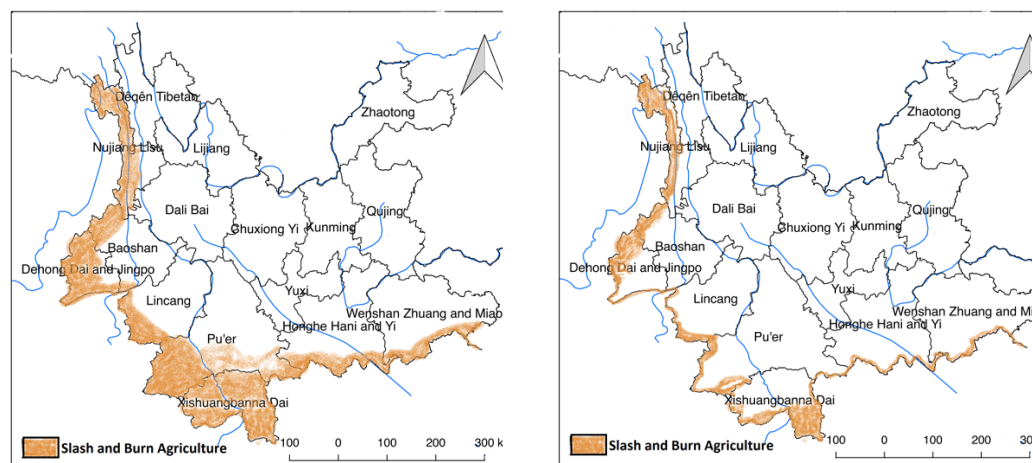 Dêqên Tibetan
Zhaotong
Nujiang Lisu
Lijiang
Dali Bai
Qujing
Chuxiong Yi
Kunming
Baoshan
Dehong Dai and Jingpo
Yuxi
Lincang
Wenshan Zhuang and Miao
Honghe Hani and Yi
Pu'er
Xishuangbanna Dai
Slash and Burn Agriculture
100 0 100 200 300 k
Dêqên Tibetan
Zhaotong
Nujiang Lisu
Lijiang
Dali Bai
Qujing
Chuxiong Yi
Kunming
Baoshan
Dehong Dai and Jingpo
Yuxi
Lincang
Wenshan Zhuang and Mi
Honghe Hani and Yi
Pu'er
Xishuangbanna Dai
Slash and Burn Agriculture
100 0 100 200 30